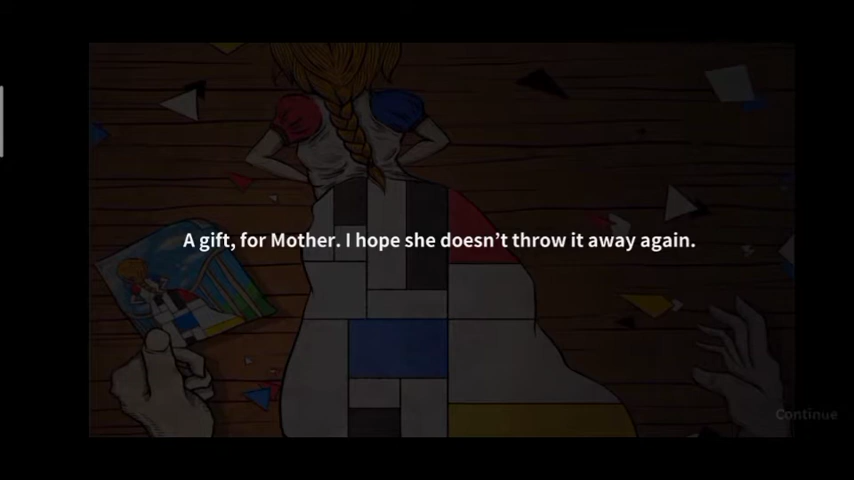 A gift, for Mother. I hope she doesn’t throw it away again.
Continue